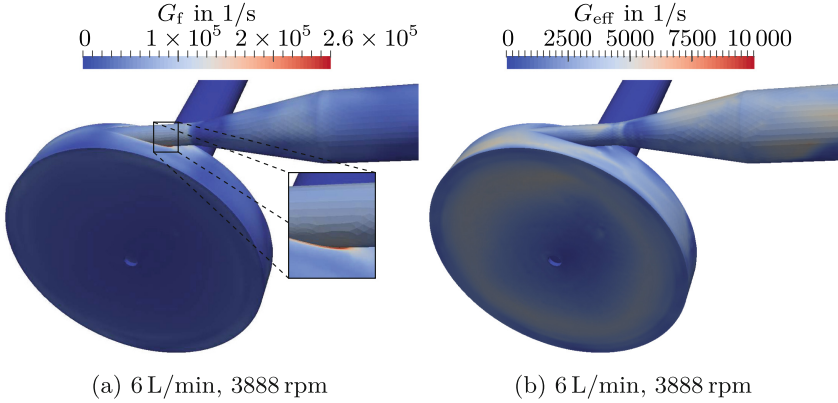 G_f in 1/s
0 1 × 10^5 2 × 10^5 2.6 × 10^5
G_eff in 1/s
0 2500 5000 7500 10 000
(a) 6 L/min, 3888 rpm
(b) 6 L/min, 3888 rpm